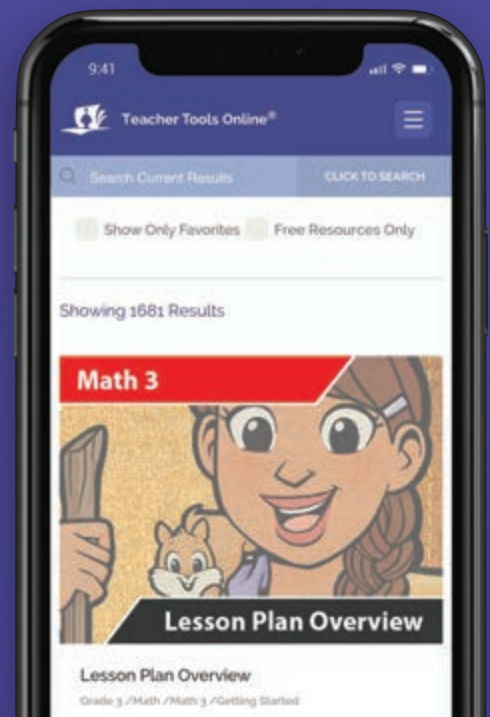 9:41
Teacher Tools Online®
Search Current Results CLICK TO SEARCH
Show Only Favorites Free Resources Only
Showing 1681 Results
Math 3
Lesson Plan Overview
Lesson Plan Overview
Grade 3 /Math /Math 3 /Getting Started